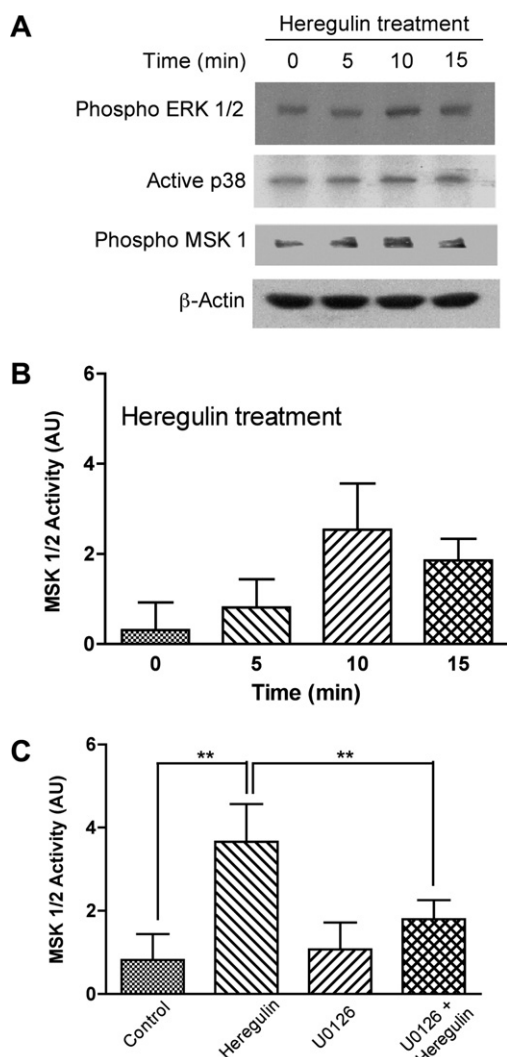 A
Heregulin treatment
Time (min) 0 5 10 15
Phospho ERK 1/2
Active p38
Phospho MSK 1
β-Actin
B
Heregulin treatment
MSK 1/2 Activity (AU)
6
4
2
0
0 5 10 15
Time (min)
C
MSK 1/2 Activity (AU)
6
4
2
0
** **
Control
Heregulin
U0126
U0126 +
Heregulin